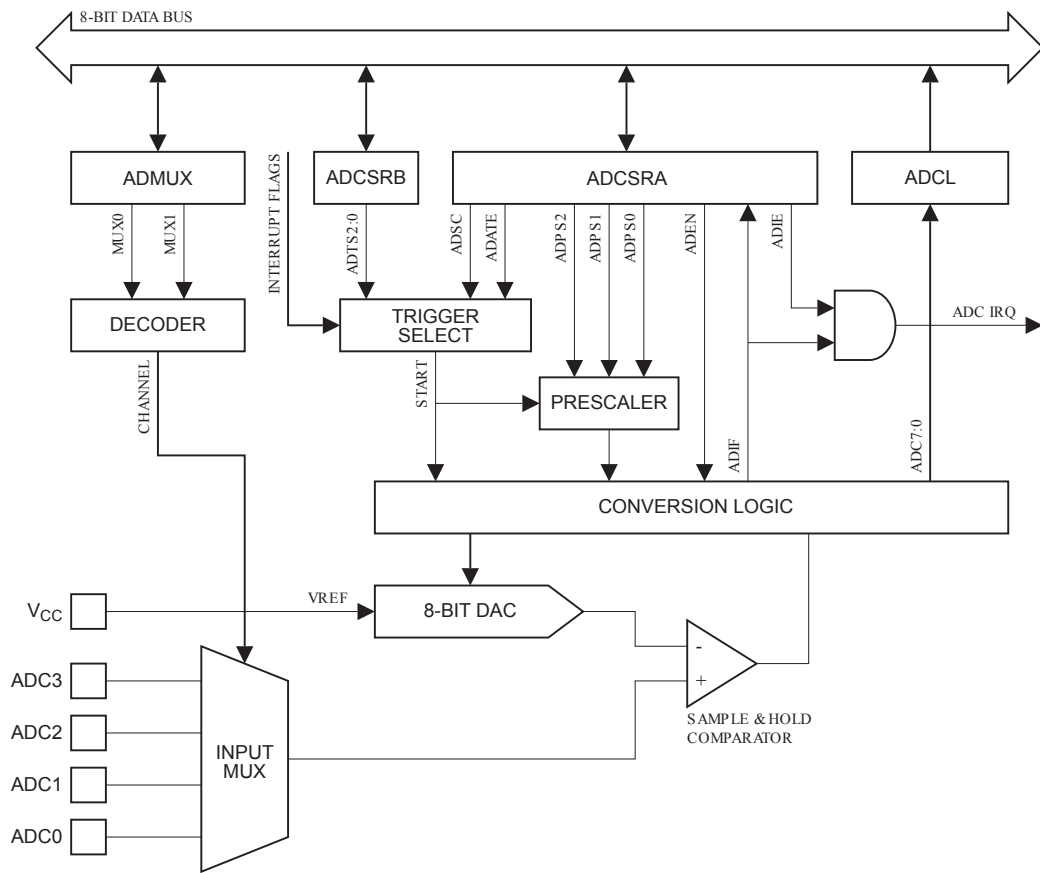 8-BIT DATA BUS
ADMUX
ADCSRB
ADCSRA
ADCL
INTERRUPT FLAGS
MUX0
MUX1
ADTS2:0
ADSC
ADATE
ADPS2
ADPS1
ADPS0
ADEN
ADIE
DECODER
TRIGGER
SELECT
ADC IRQ
CHANNEL
START
PRESCALER
ADIF
ADC7:0
CONVERSION LOGIC
VCC
VREF
8-BIT DAC
-
+
ADC3
ADC2
ADC1
ADC0
INPUT
MUX
SAMPLE & HOLD
COMPARATOR